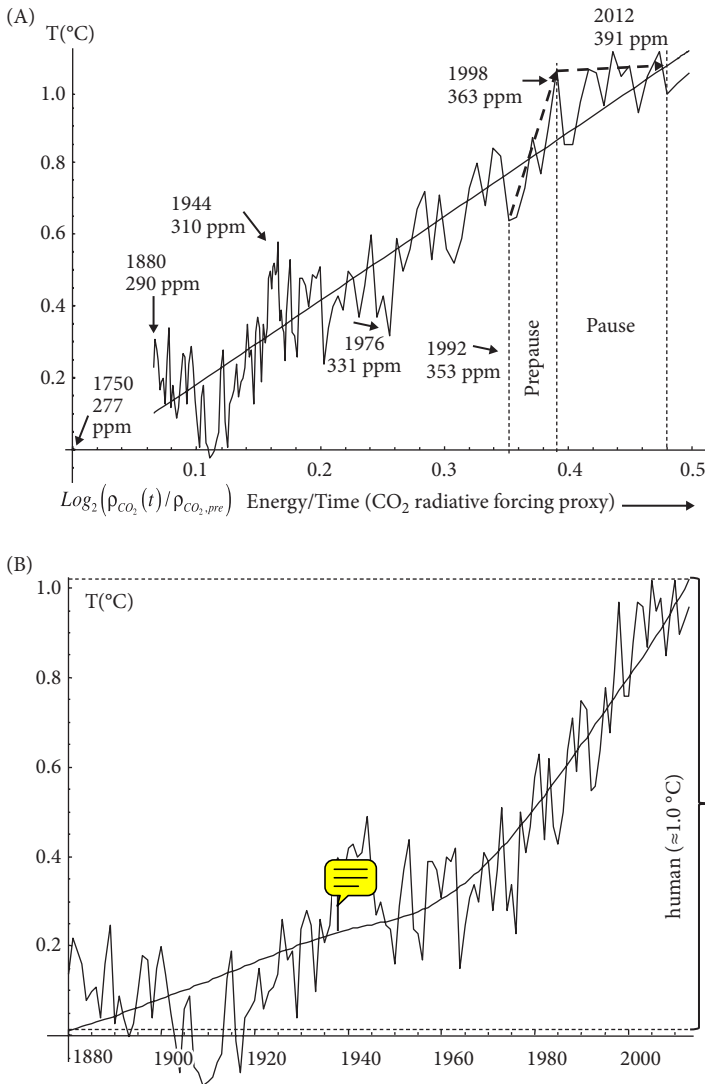 (A)
T(°C)
1.0
0.8
0.6
0.4
0.2
1750
277
ppm
1880
290 ppm
1944
310 ppm
1976
331 ppm
1992
353 ppm
1998
363 ppm
2012
391 ppm
Prepause
Pause
0.1 0.2 0.3 0.4 0.5
Log₂(ρCO₂(t)/ρCO₂,pre) Energy/Time (CO₂ radiative forcing proxy)
(B)
T(°C)
1.0
0.8
0.6
0.4
0.2
human (≈1.0 °C)
1880 1900 1920 1940 1960 1980 2000